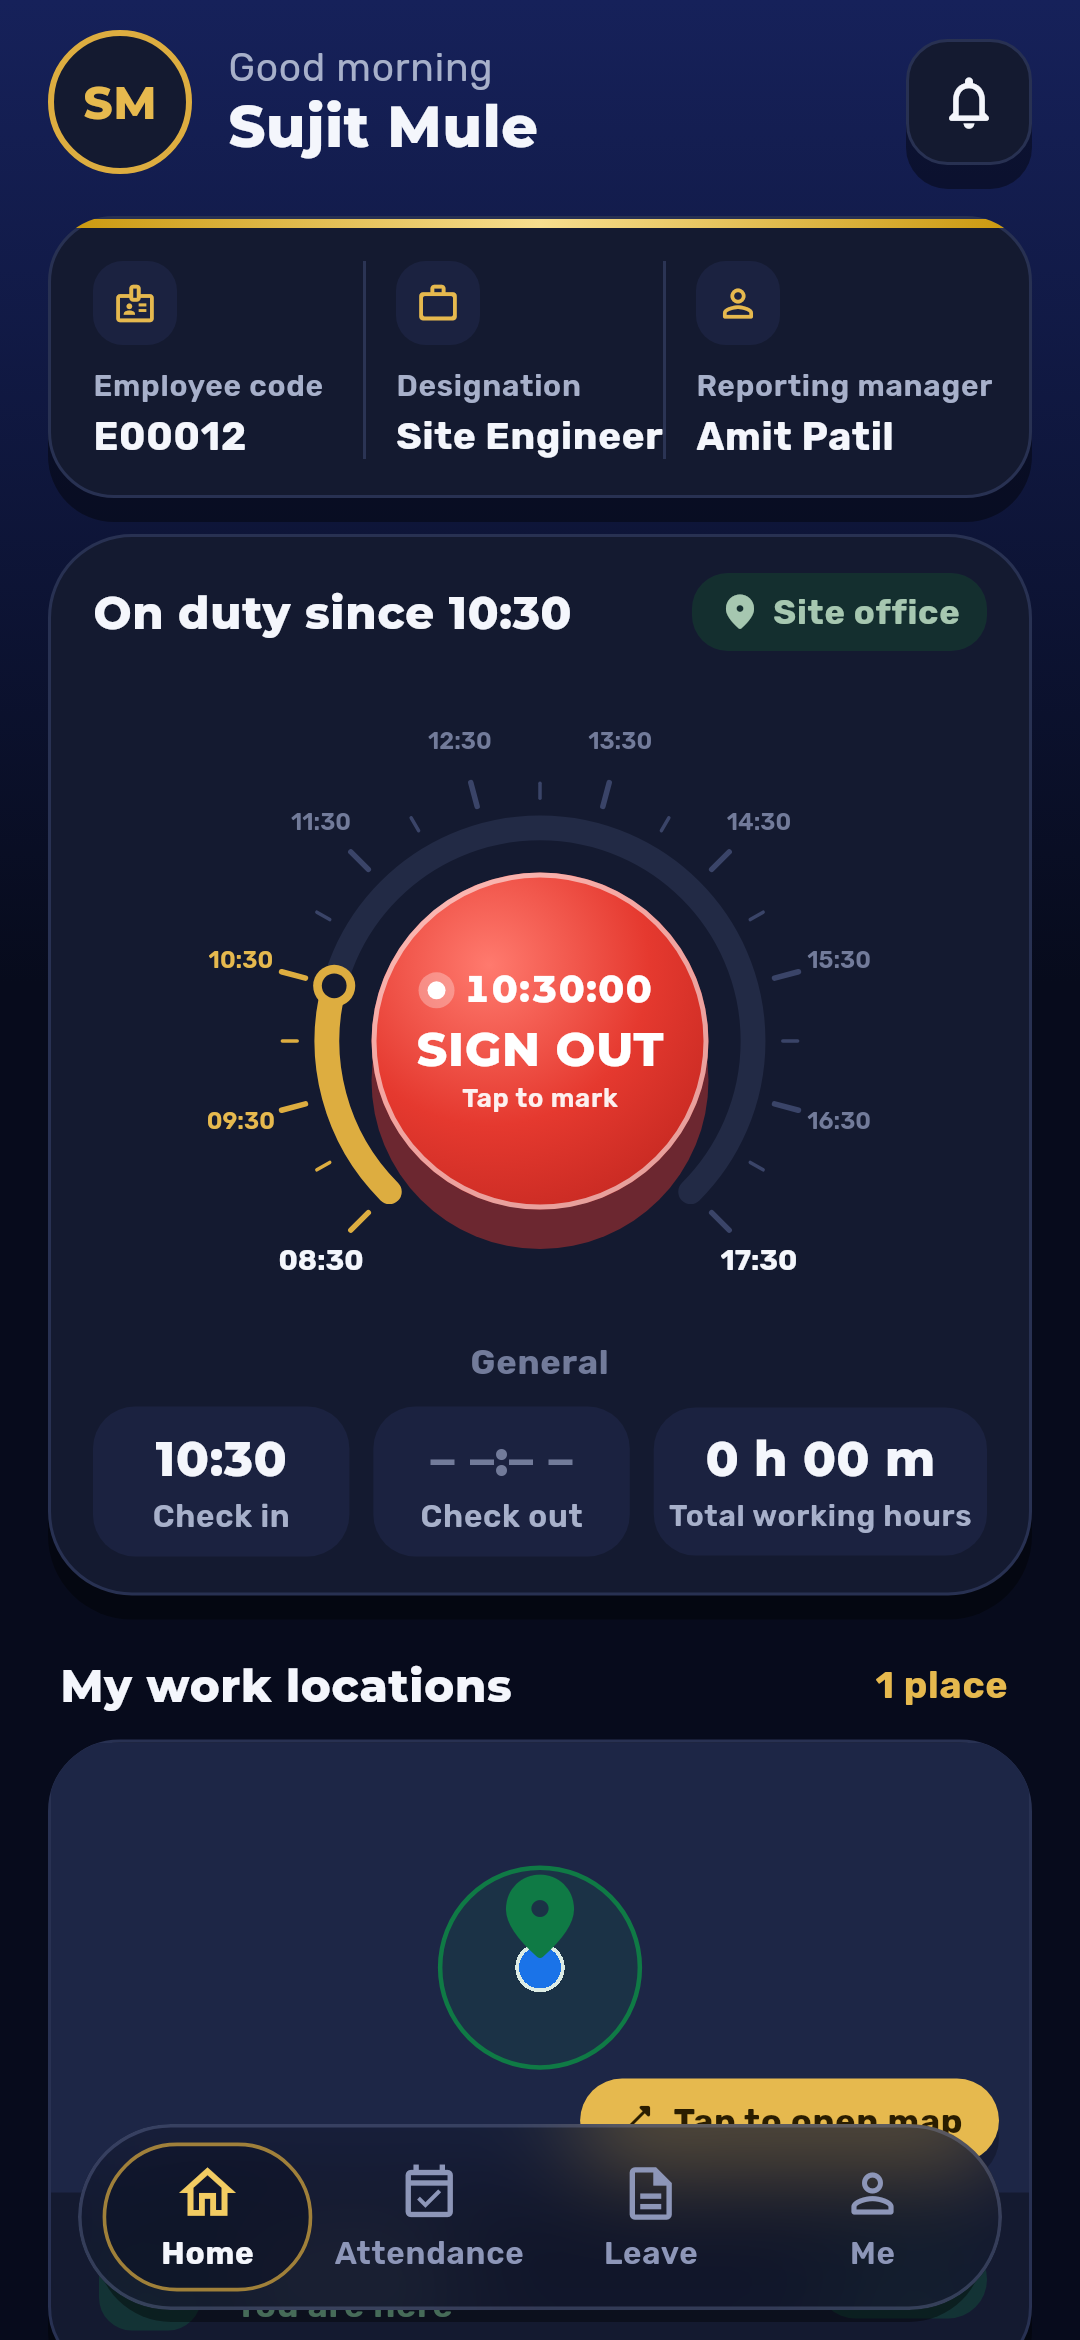 SM
Good morning
Sujit Mule
Employee code
E00012
Designation
Site Engineer
Reporting manager
Amit Patil
On duty since 10:30
Site office
12:30
13:30
11:30
14:30
10:30
15:30
09:30
16:30
08:30
17:30
10:30:00
SIGN OUT
Tap to mark
General
10:30
Check in
– –:– –
Check out
0 h 00 m
Total working hours
My work locations
1 place
Tap to open map
Home
Attendance
Leave
Me
You are here